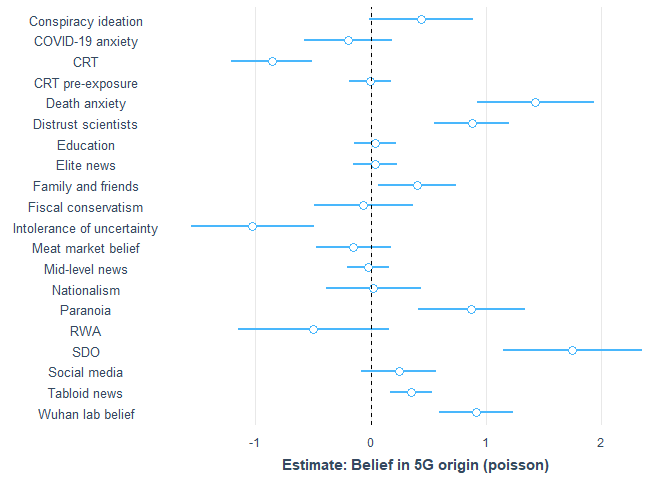 Conspiracy ideation
COVID-19 anxiety
CRT
CRT pre-exposure
Death anxiety
Distrust scientists
Education
Elite news
Family and friends
Fiscal conservatism
Intolerance of uncertainty
Meat market belief
Mid-level news
Nationalism
Paranoia
RWA
SDO
Social media
Tabloid news
Wuhan lab belief
-1 0 1 2
Estimate: Belief in 5G origin (poisson)